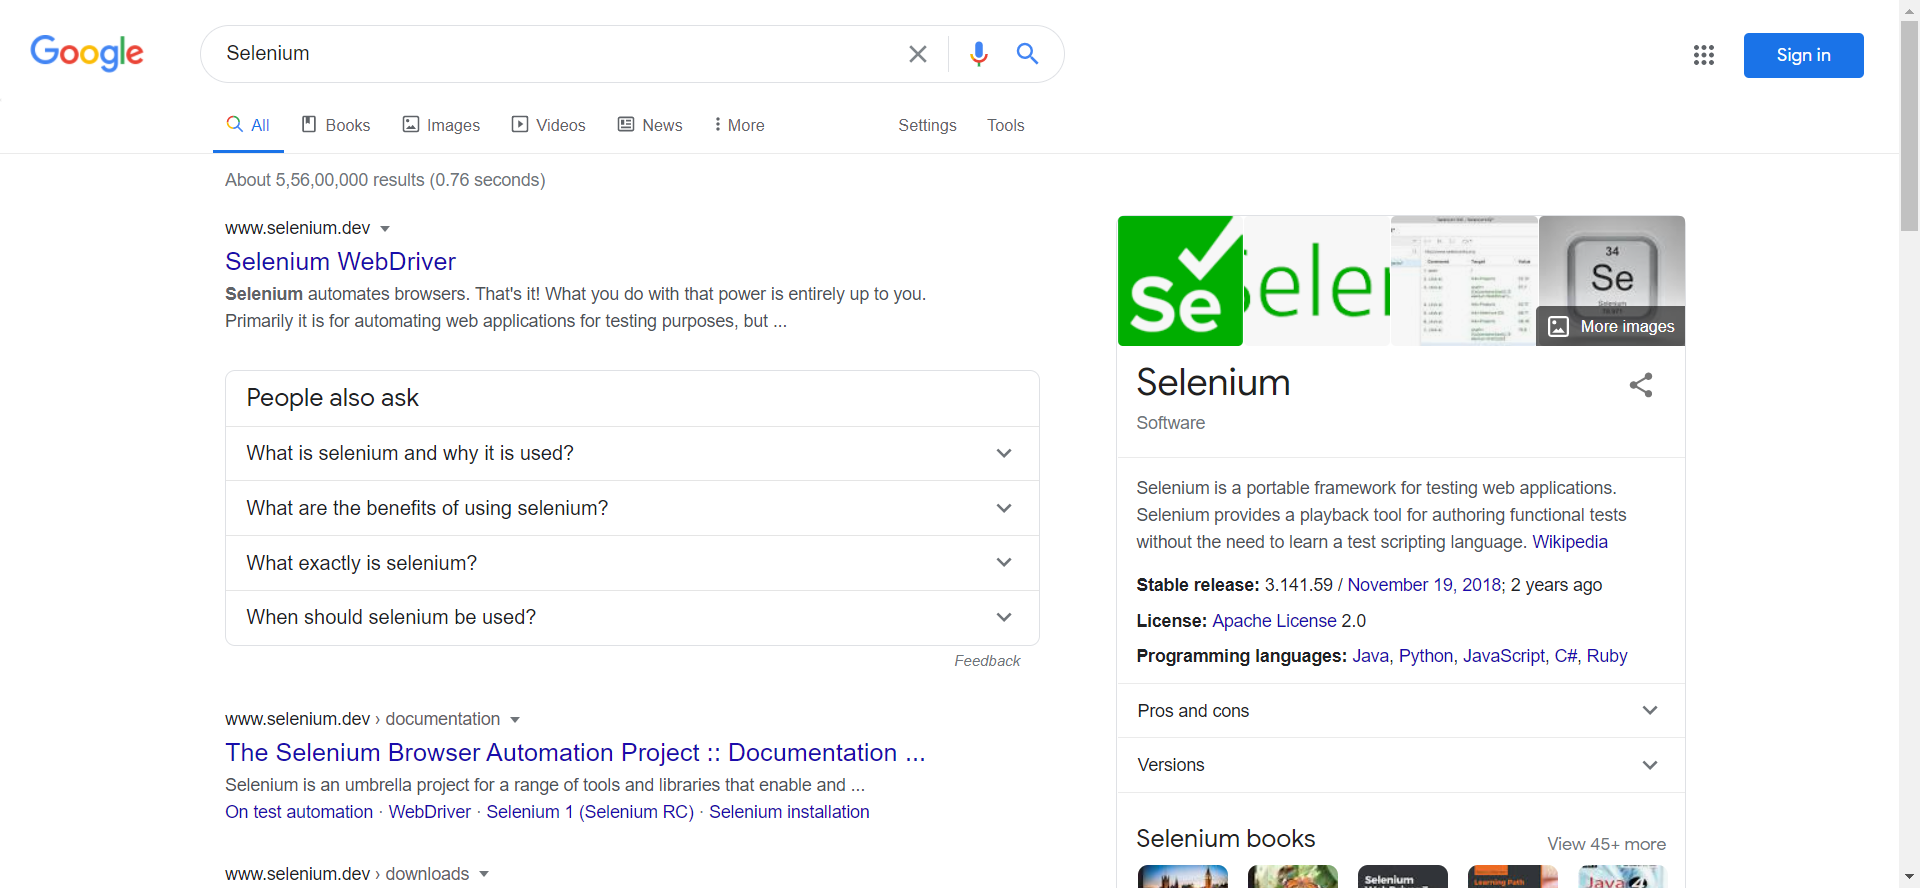 Google
Selenium
Sign in
All
Books
Images
Videos
News
More
Settings
Tools
About 5,56,00,000 results (0.76 seconds)
www.selenium.dev
Selenium WebDriver
Selenium automates browsers. That's it! What you do with that power is entirely up to you.
Primarily it is for automating web applications for testing purposes, but ...
People also ask
What is selenium and why it is used?
What are the benefits of using selenium?
What exactly is selenium?
When should selenium be used?
Feedback
www.selenium.dev › documentation
The Selenium Browser Automation Project :: Documentation ...
Selenium is an umbrella project for a range of tools and libraries that enable and ...
On test automation · WebDriver · Selenium 1 (Selenium RC) · Selenium installation
www.selenium.dev › downloads
Se
eleni
34
Se
Selenium
More images
Selenium
Software
Selenium is a portable framework for testing web applications.
Selenium provides a playback tool for authoring functional tests
without the need to learn a test scripting language. Wikipedia
Stable release: 3.141.59 / November 19, 2018; 2 years ago
License: Apache License 2.0
Programming languages: Java, Python, JavaScript, C#, Ruby
Pros and cons
Versions
Selenium books
View 45+ more
Selenium
Learning Path
Java 4